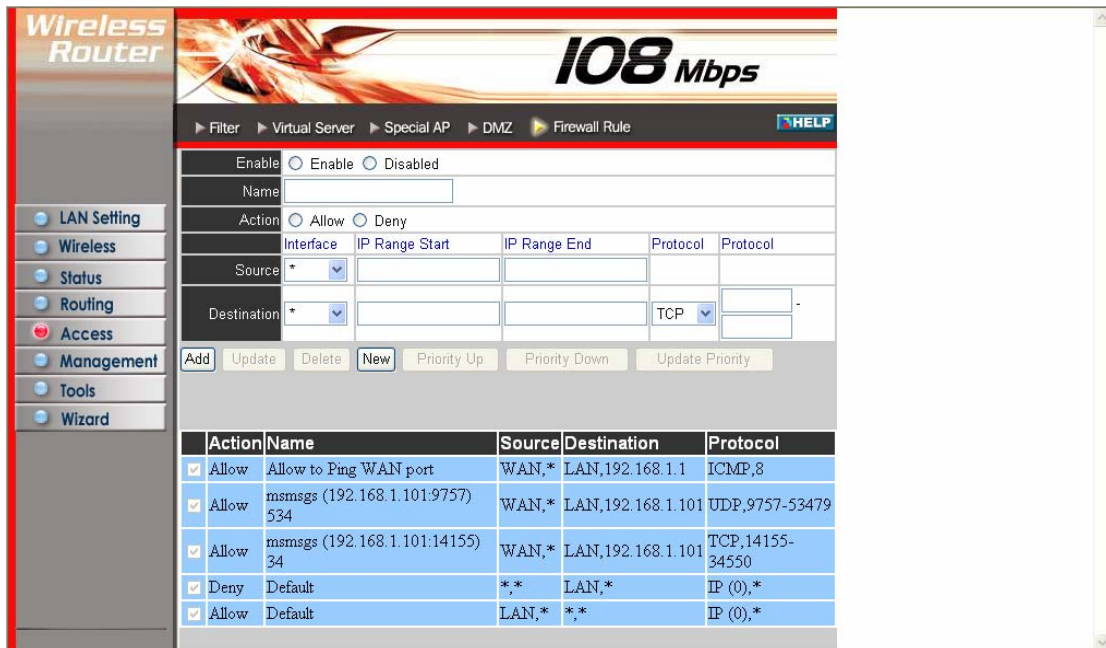 Wireless
Router
108 Mbps
Filter Virtual Server Special AP DMZ Firewall Rule HELP
Enable Enable Disabled
Name
Action Allow Deny
Interface IP Range Start IP Range End Protocol Protocol
Source *
Destination * TCP -
Add Update Delete New Priority Up Priority Down Update Priority
LAN Setting
Wireless
Status
Routing
Access
Management
Tools
Wizard
Action Name Source Destination Protocol
Allow Allow to Ping WAN port WAN,* LAN,192.168.1.1 ICMP,8
Allow msmsgs (192.168.1.101:9757) 534 WAN,* LAN,192.168.1.101 UDP,9757-53479
Allow msmsgs (192.168.1.101:14155) 34 WAN,* LAN,192.168.1.101 TCP,14155-34550
Deny Default *,* LAN,* IP (0),*
Allow Default LAN,* *,* IP (0),*